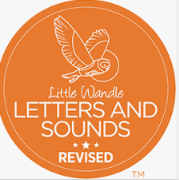 Little Wandle
LETTERS AND
SOUNDS
REVISED
TM